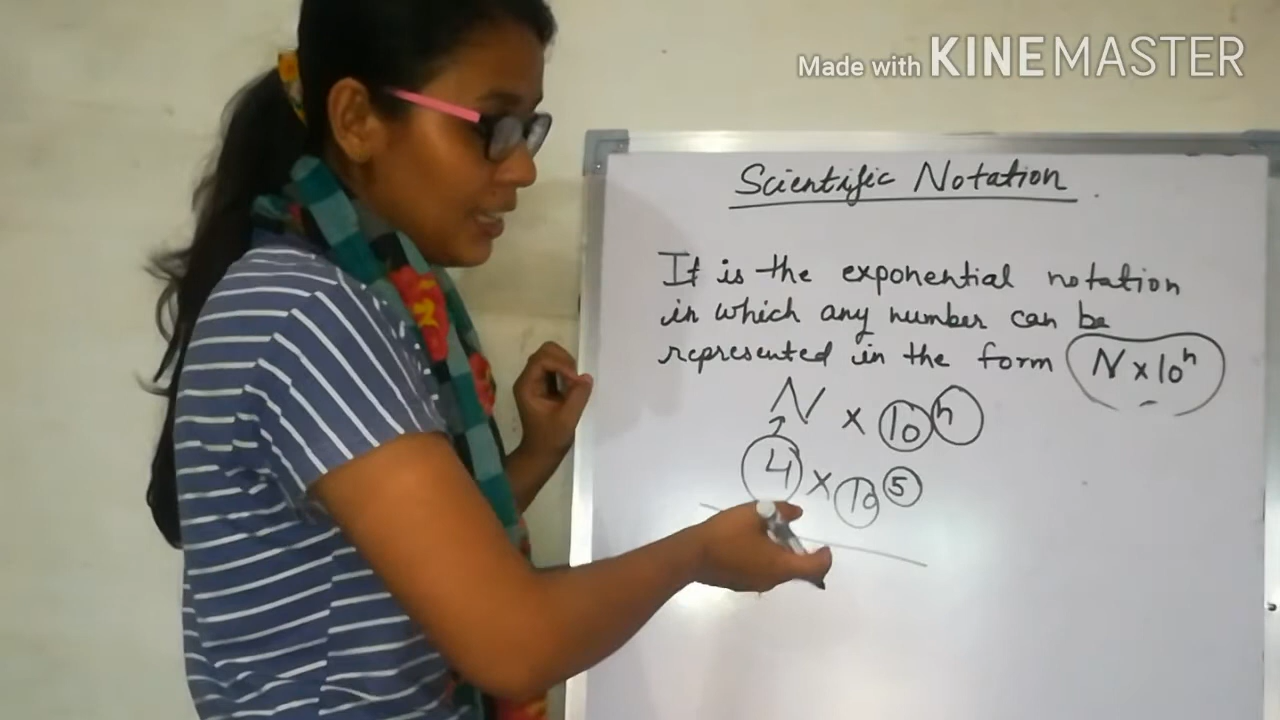 Made with KINEMASTER
Scientific Notation
It is the exponential notation
in which any number can be
represented in the form N × 10ⁿ
N × 10ⁿ
4 × 10⁵